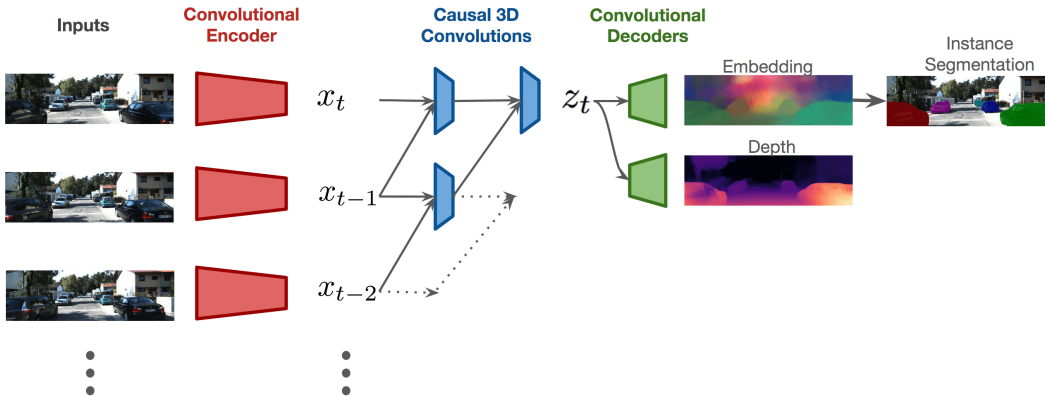 Inputs
Convolutional
Encoder
Causal 3D
Convolutions
Convolutional
Decoders
Instance
Segmentation
Embedding
x_t
z_t
Depth
x_{t-1}
x_{t-2}